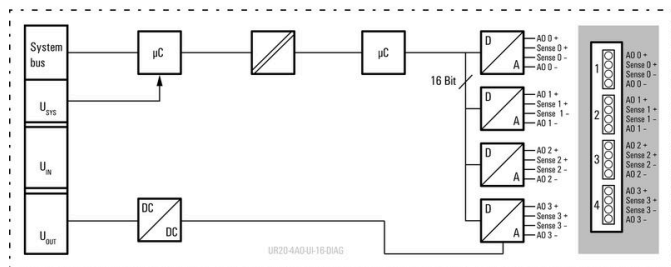 System
bus
U_SYS
U_IN
U_OUT
µC
µC
DC
DC
16 Bit
D
A
AO 0 +
Sense 0 +
Sense 0 –
AO 0 –
D
A
AO 1 +
Sense 1 +
Sense 1 –
AO 1 –
D
A
AO 2 +
Sense 2 +
Sense 2 –
AO 2 –
D
A
AO 3 +
Sense 3 +
Sense 3 –
AO 3 –
UR20-4AO-UI-16-DIAG
1
AO 0 +
Sense 0 +
Sense 0 –
AO 0 –
2
AO 1 +
Sense 1 +
Sense 1 –
AO 1 –
3
AO 2 +
Sense 2 +
Sense 2 –
AO 2 –
4
AO 3 +
Sense 3 +
Sense 3 –
AO 3 –